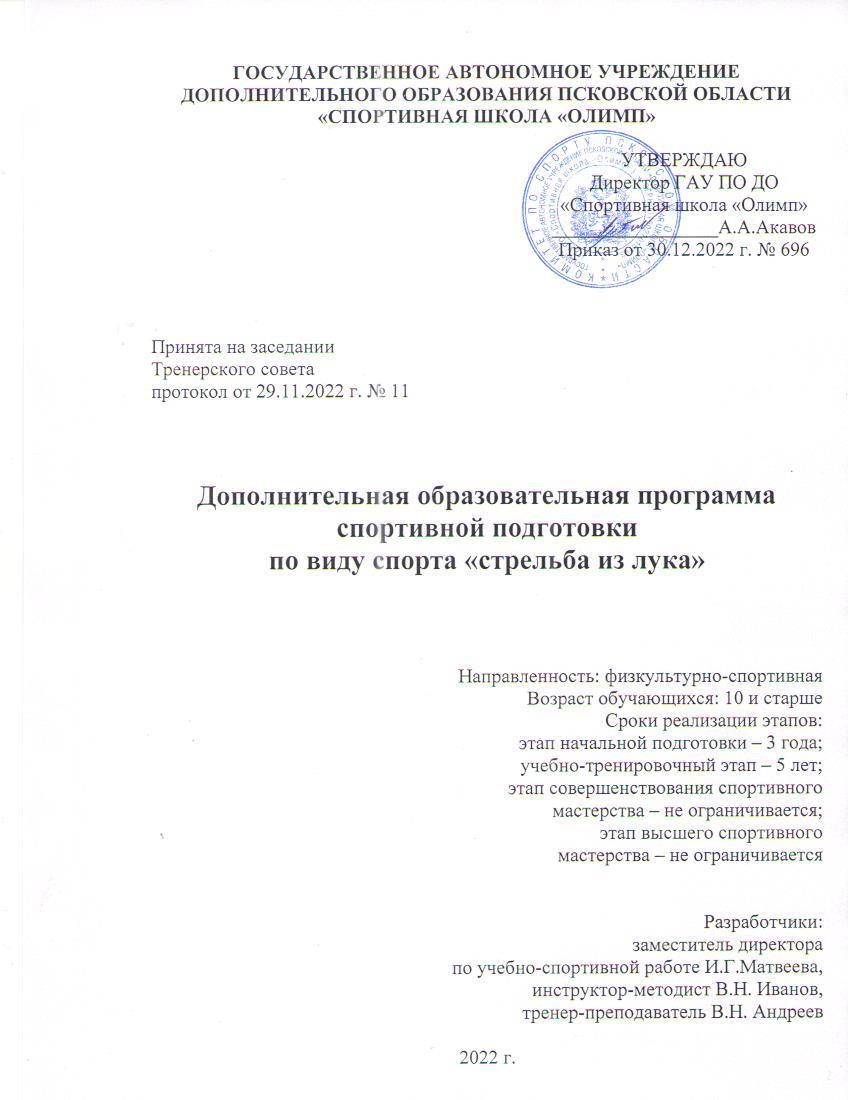 ГОСУДАРСТВЕННОЕ АВТОНОМНОЕ УЧРЕЖДЕНИЕ
ДОПОЛНИТЕЛЬНОГО ОБРАЗОВАНИЯ ПСКОВСКОЙ ОБЛАСТИ
«СПОРТИВНАЯ ШКОЛА «ОЛИМП»
УТВЕРЖДАЮ
Директор ГАУ ПО ДО
«Спортивная школа «Олимп»
А.А.Акавов
Приказ от 30.12.2022 г. № 696
КОМИТЕТ ПО СПОРТУ ПСКОВСКОЙ ОБЛАСТИ
Принята на заседании
Тренерского совета
протокол от 29.11.2022 г. № 11
Дополнительная образовательная программа
спортивной подготовки
по виду спорта «стрельба из лука»
Направленность: физкультурно-спортивная
Возраст обучающихся: 10 и старше
Сроки реализации этапов:
этап начальной подготовки – 3 года;
учебно-тренировочный этап – 5 лет;
этап совершенствования спортивного
мастерства – не ограничивается;
этап высшего спортивного
мастерства – не ограничивается
Разработчики:
заместитель директора
по учебно-спортивной работе И.Г.Матвеева,
инструктор-методист В.Н. Иванов,
тренер-преподаватель В.Н. Андреев
2022 г.